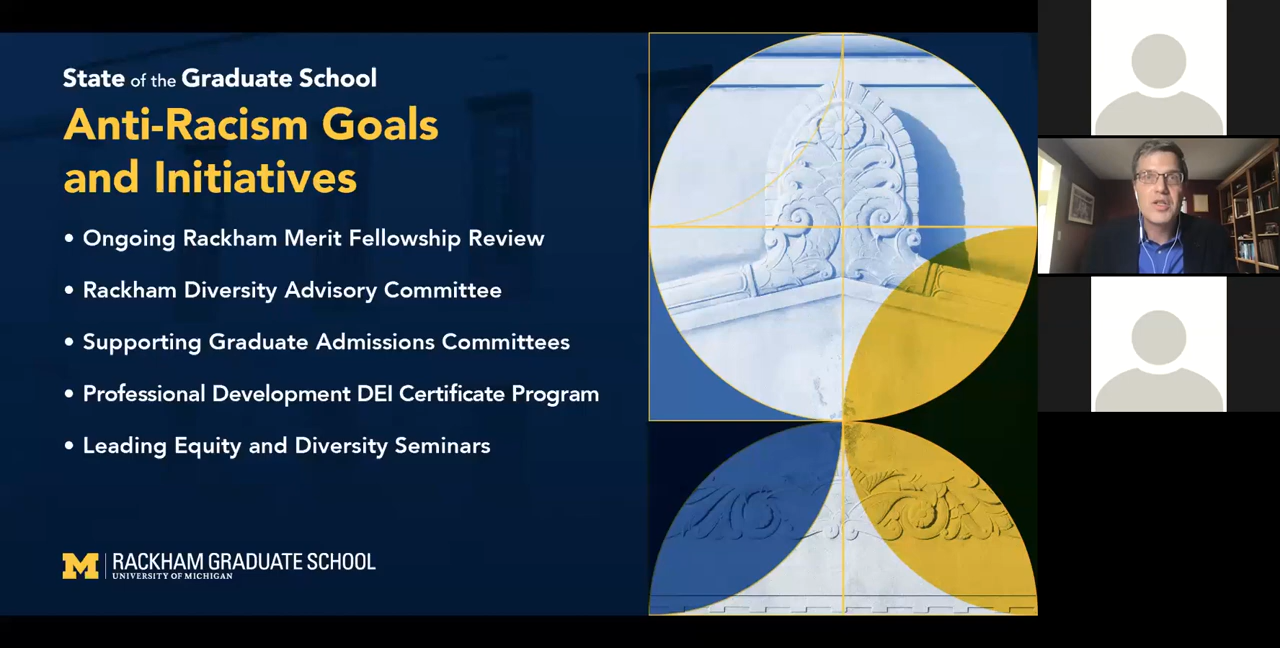 State of the Graduate School
Anti-Racism Goals
and Initiatives
• Ongoing Rackham Merit Fellowship Review
• Rackham Diversity Advisory Committee
• Supporting Graduate Admissions Committees
• Professional Development DEI Certificate Program
• Leading Equity and Diversity Seminars
M RACKHAM GRADUATE SCHOOL
UNIVERSITY OF MICHIGAN